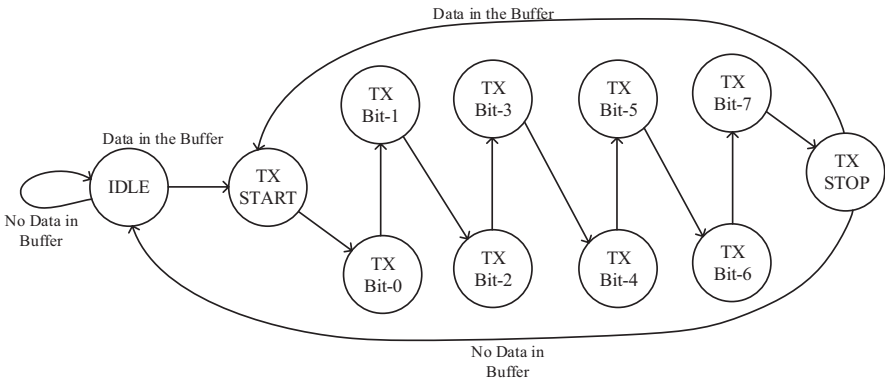 Data in the Buffer
TX
Bit-1
TX
Bit-3
TX
Bit-5
TX
Bit-7
Data in the Buffer
IDLE
TX
START
TX
STOP
No Data in
Buffer
TX
Bit-0
TX
Bit-2
TX
Bit-4
TX
Bit-6
No Data in
Buffer